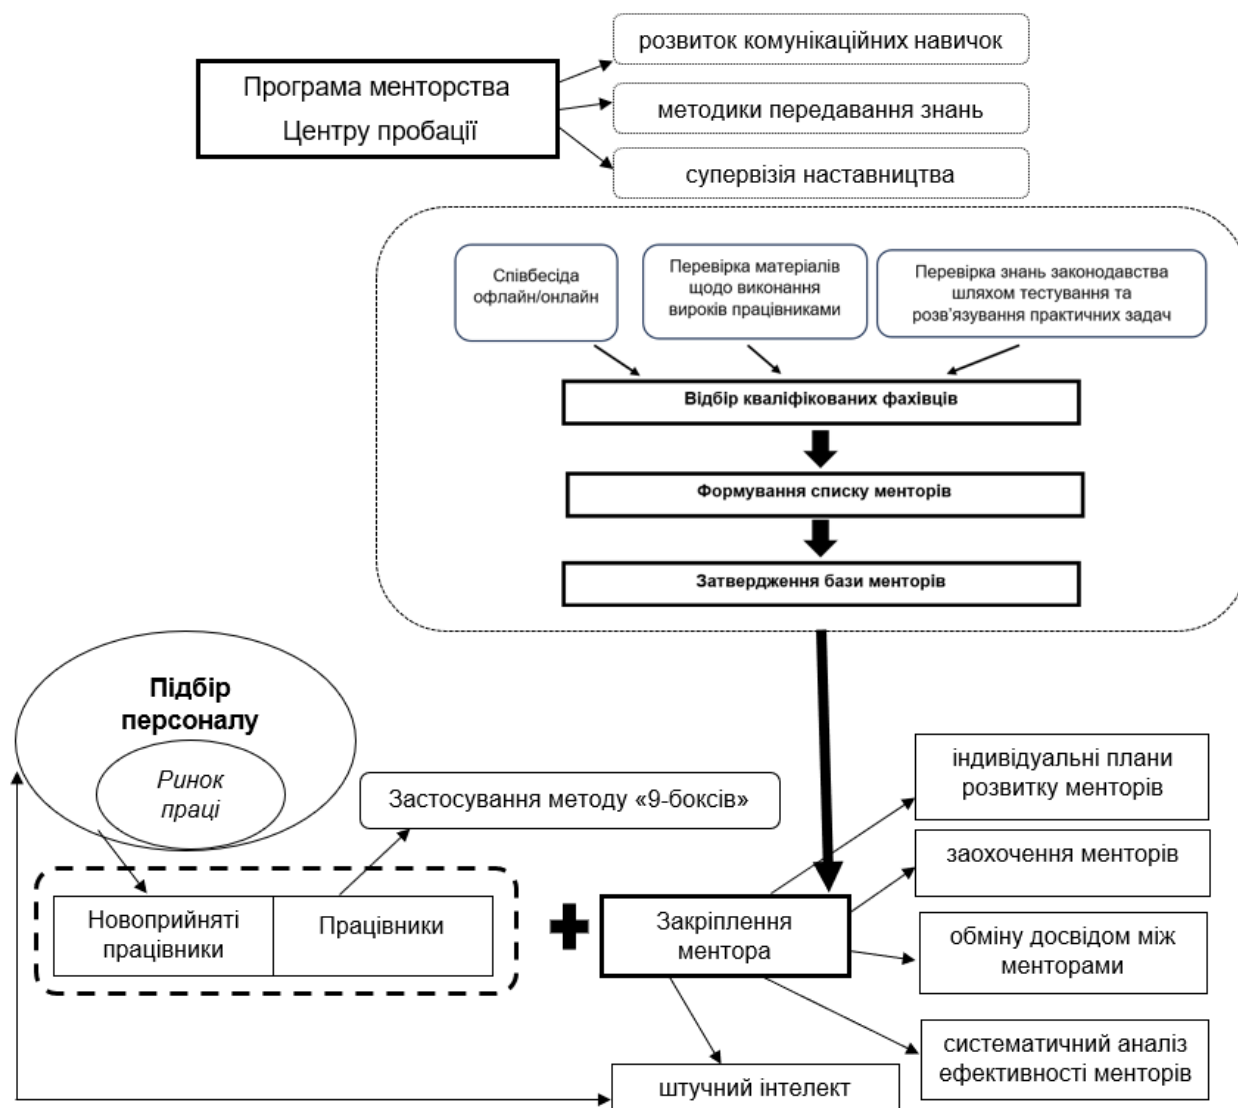 розвиток комунікаційних навичок
Програма менторства
Центру пробації
методики передавання знань
супервізія наставництва
Співбесіда
офлайн/онлайн
Перевірка матеріалів
щодо виконання
вироків працівниками
Перевірка знань законодавства
шляхом тестування та
розв'язування практичних задач
Відбір кваліфікованих фахівців
Формування списку менторів
Затвердження бази менторів
Підбір
персоналу
Ринок
праці
Застосування методу «9-боксів»
індивідуальні плани
розвитку менторів
заохочення менторів
Новоприйняті
працівники
Працівники
Закріплення
ментора
обміну досвідом між
менторами
систематичний аналіз
ефективності менторів
штучний інтелект